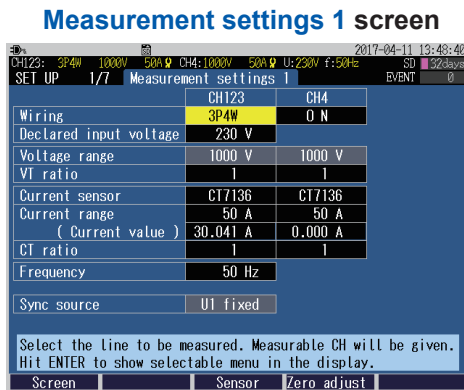 Measurement settings 1 screen
2017-04-11 13:48:40
CH123: 3P4W 1000V 50A CH4:1000V 50A U:230V f:50Hz SD 32days
SET UP 1/7 Measurement settings 1 EVENT 0
CH123 CH4
Wiring 3P4W ON
Declared input voltage 230 V
Voltage range 1000 V 1000 V
VT ratio 1 1
Current sensor CT7136 CT7136
Current range 50 A 50 A
( Current value ) 30.041 A 0.000 A
CT ratio 1 1
Frequency 50 Hz
Sync source U1 fixed
Select the line to be measured. Measurable CH will be given.
Hit ENTER to show selectable menu in the display.
Screen Sensor Zero adjust